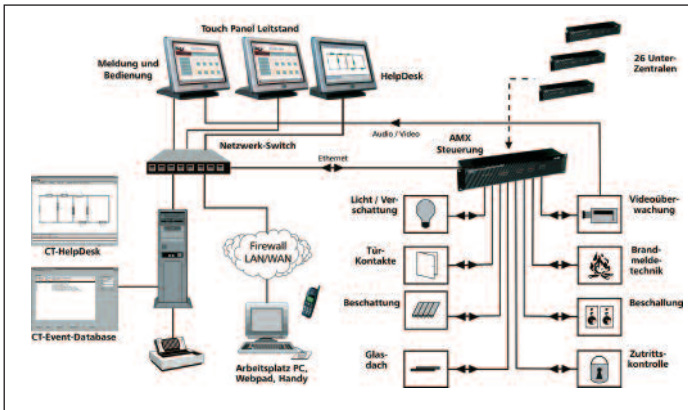 Touch Panel Leitstand
Meldung und
Bedienung
HelpDesk
26 Unter-
Zentralen
Audio / Video
AMX
Steuerung
Netzwerk-Switch
Ethernet
Licht / Ver-
schattung
Videoüber-
wachung
CT-HelpDesk
Firewall
LAN/WAN
Tür-
Kontakte
Brand-
melde-
technik
Beschattung
Beschallung
CT-Event-Database
Arbeitsplatz PC,
Webpad, Handy
Glas-
dach
Zutritts-
kontrolle